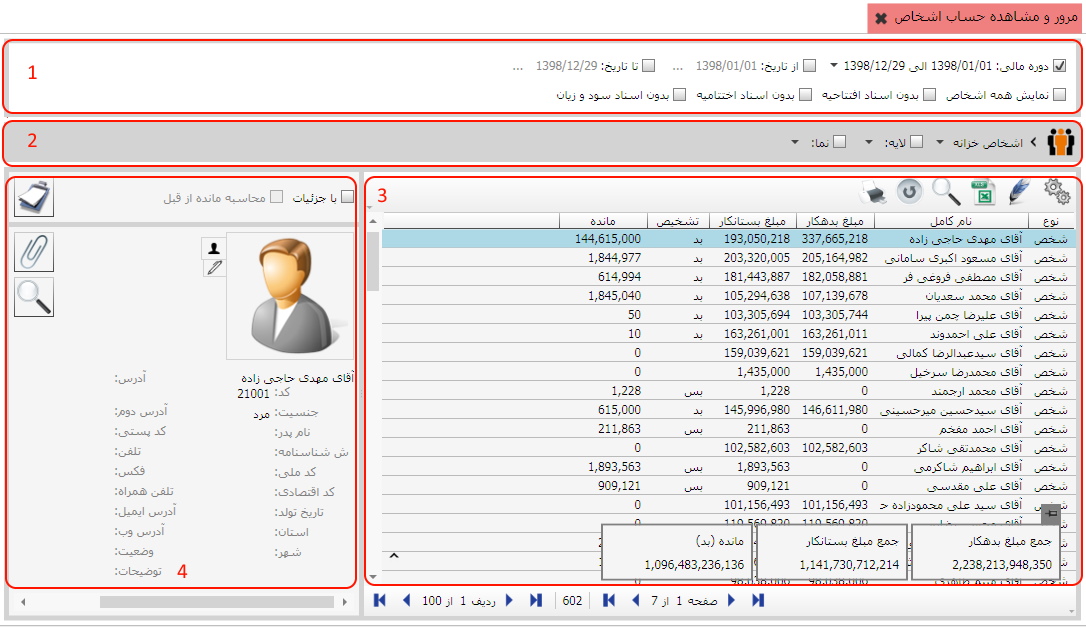 مرور و مشاهده حساب اشخاص
1
دوره مالی: 1398/01/01 الی 1398/12/29 از تاریخ: 1398/01/01 ... تا تاریخ: 1398/12/29 ...
نمایش همه اشخاص بدون اسناد افتتاحیه بدون اسناد اختتامیه بدون اسناد سود و زیان
2
اشخاص خزانه لایه: نما:
3
نوع نام کامل مبلغ بدهکار مبلغ بستانکار تشخیص مانده
شخص آقای مهدی حاجی زاده 337,665,218 193,050,218 بد 144,615,000
شخص آقای مسعود اکبری سامانی 205,164,982 203,320,005 بد 1,844,977
شخص آقای مصطفی فروغی فر 182,058,881 181,443,887 بد 614,994
شخص آقای محمد سعدیان 107,139,678 105,294,638 بد 1,845,040
شخص آقای علیرضا چمن پیرا 103,305,744 103,305,694 بد 50
شخص آقای علی احمدوند 163,261,011 163,261,001 بد 10
شخص آقای سیدعبدالرضا کمالی 159,039,621 159,039,621 0
شخص آقای محمدرضا سرخیل 1,435,000 1,435,000 0
شخص آقای محمد ارجمند 0 1,228 بس 1,228
شخص آقای سیدحسین میرحسینی 146,611,980 145,996,980 بد 615,000
شخص آقای احمد مفخم 0 211,863 بس 211,863
شخص آقای محمدتقی شاکر 102,582,603 102,582,603 0
شخص آقای ابراهیم شاکرمی 0 1,893,563 بس 1,893,563
شخص آقای علی مقدسی 0 909,121 بس 909,121
شخص آقای سید علی محمودزاده ح 101,156,493 101,156,493 0
جمع مبلغ بدهکار جمع مبلغ بستانکار مانده (بد)
2,238,213,948,350 1,141,730,712,214 1,096,483,236,136
صفحه 1 از 7 602 ردیف 1 از 100
با جزئیات محاسبه مانده از قبل
آقای مهدی حاجی زاده
کد: 21001
جنسیت: مرد
نام پدر:
ش شناسنامه:
کد ملی:
کد اقتصادی:
تاریخ تولد:
استان:
شهر:
آدرس:
آدرس دوم:
کد پستی:
تلفن:
فکس:
تلفن همراه:
آدرس ایمیل:
آدرس وب:
وضعیت:
توضیحات:
4